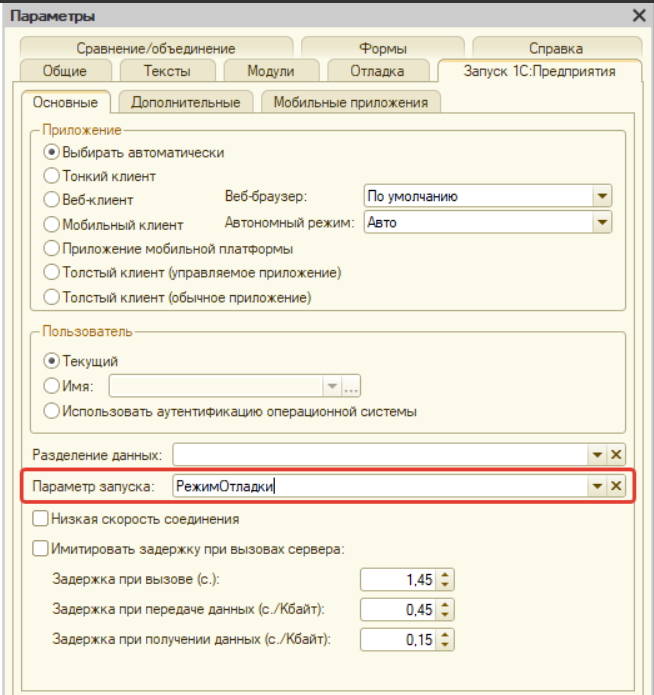 Параметры
Сравнение/объединение Формы Справка
Общие Тексты Модули Отладка Запуск 1С:Предприятия
Основные Дополнительные Мобильные приложения
Приложение
Выбирать автоматически
Тонкий клиент
Веб-клиент Веб-браузер: По умолчанию
Мобильный клиент Автономный режим: Авто
Приложение мобильной платформы
Толстый клиент (управляемое приложение)
Толстый клиент (обычное приложение)
Пользователь
Текущий
Имя: ...
Использовать аутентификацию операционной системы
Разделение данных:
Параметр запуска: РежимОтладки
Низкая скорость соединения
Имитировать задержку при вызовах сервера:
Задержка при вызове (с.): 1,45
Задержка при передаче данных (с./Кбайт): 0,45
Задержка при получении данных (с./Кбайт): 0,15